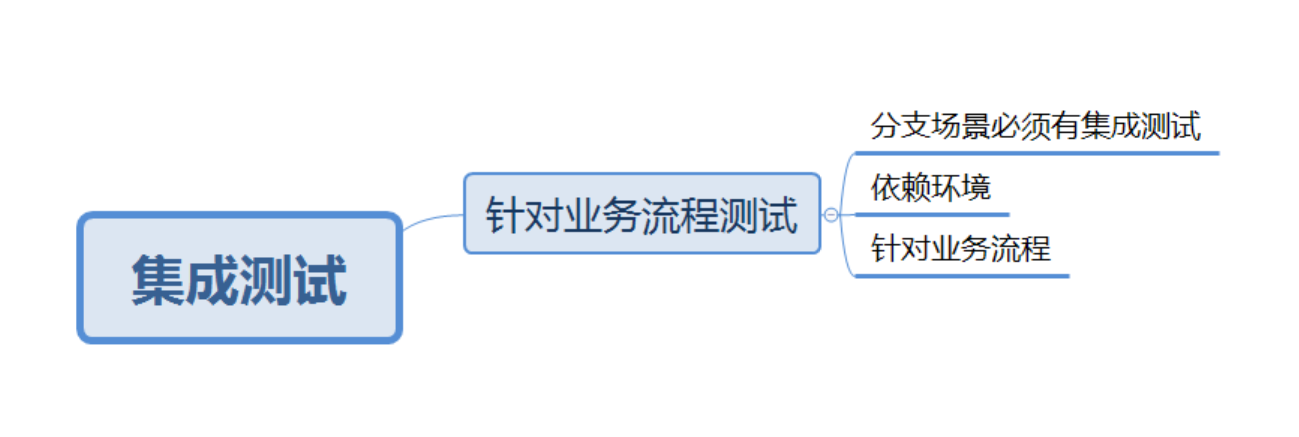 集成测试
针对业务流程测试
分支场景必须有集成测试
依赖环境
针对业务流程